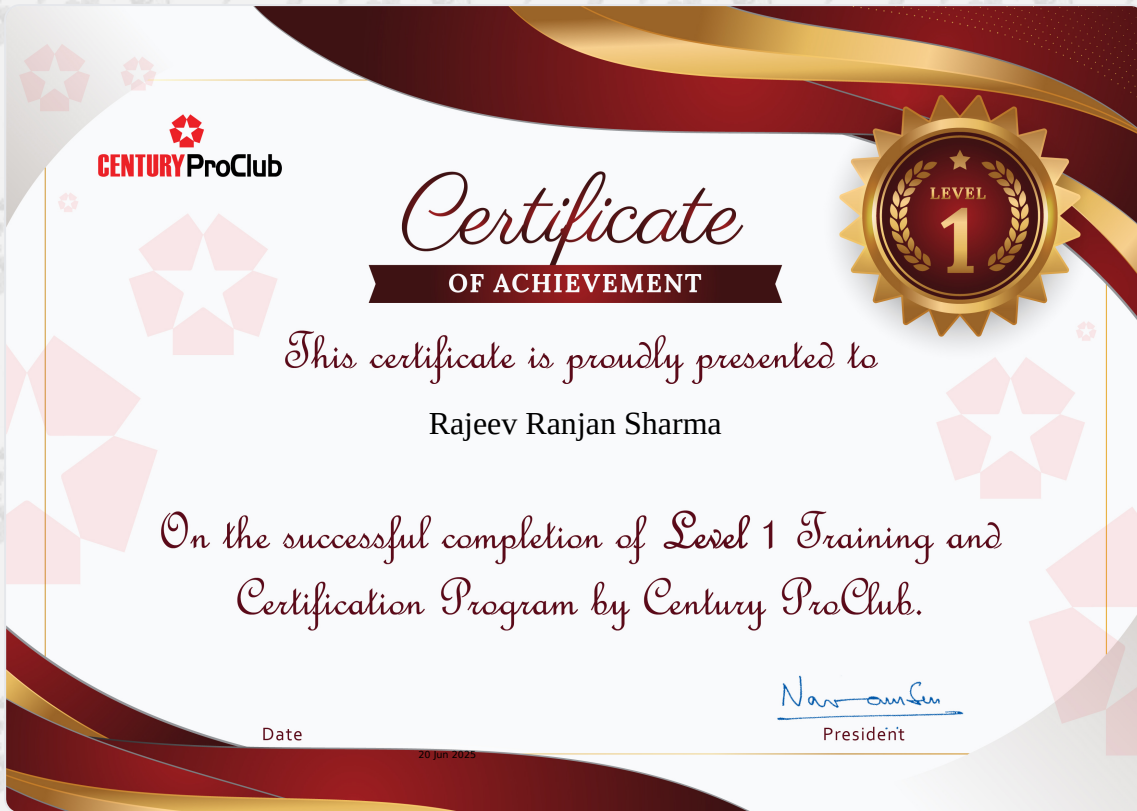 CENTURY ProClub
LEVEL
1
Certificate
OF ACHIEVEMENT
This certificate is proudly presented to
Rajeev Ranjan Sharma
On the successful completion of Level 1 Training and
Certification Program by Century ProClub.
Date
President
20 Jun 2025